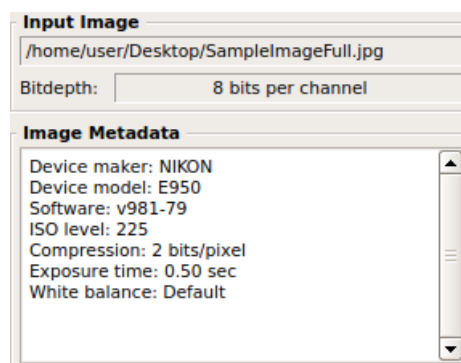 Input Image
/home/user/Desktop/SampleImageFull.jpg
Bitdepth: 8 bits per channel
Image Metadata
Device maker: NIKON
Device model: E950
Software: v981-79
ISO level: 225
Compression: 2 bits/pixel
Exposure time: 0.50 sec
White balance: Default